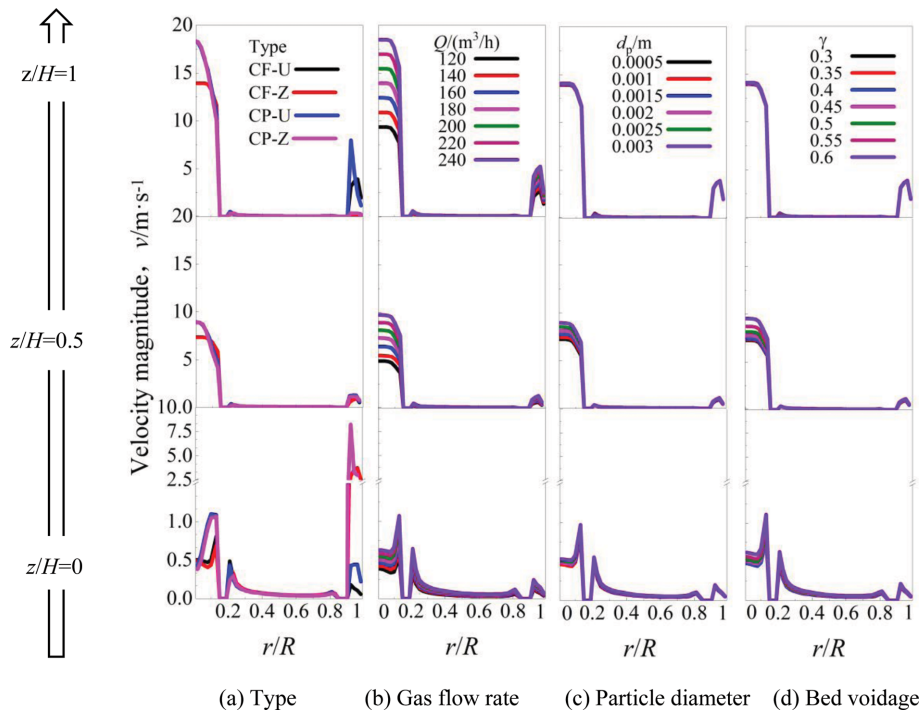 z/H=1
z/H=0.5
z/H=0
Velocity magnitude, v/m·s⁻¹
20
15
10
5
20
15
10
5
10.0
7.5
5.0
2.5
1.0
0.5
0.0
Type
CF-U
CF-Z
CP-U
CP-Z
Q/(m³/h)
120
140
160
180
200
220
240
dp/m
0.0005
0.001
0.0015
0.002
0.0025
0.003
γ
0.3
0.35
0.4
0.45
0.5
0.55
0.6
0.2 0.4 0.6 0.8 1
0 0.2 0.4 0.6 0.8 1
0 0.2 0.4 0.6 0.8 1
0 0.2 0.4 0.6 0.8 1
r/R
r/R
r/R
r/R
(a) Type
(b) Gas flow rate
(c) Particle diameter
(d) Bed voidage